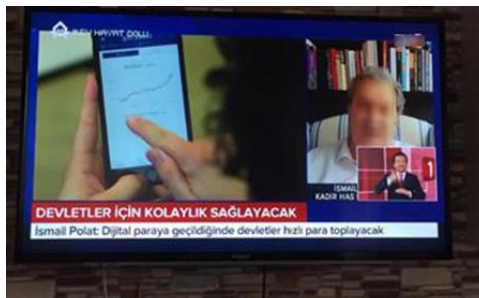 EV HAYAT DOLU
İSMAİL
KADİR HAS
1
DEVLETLER İÇİN KOLAYLIK SAĞLAYACAK
İsmail Polat: Dijital paraya geçildiğinde devletler hızlı para toplayacak